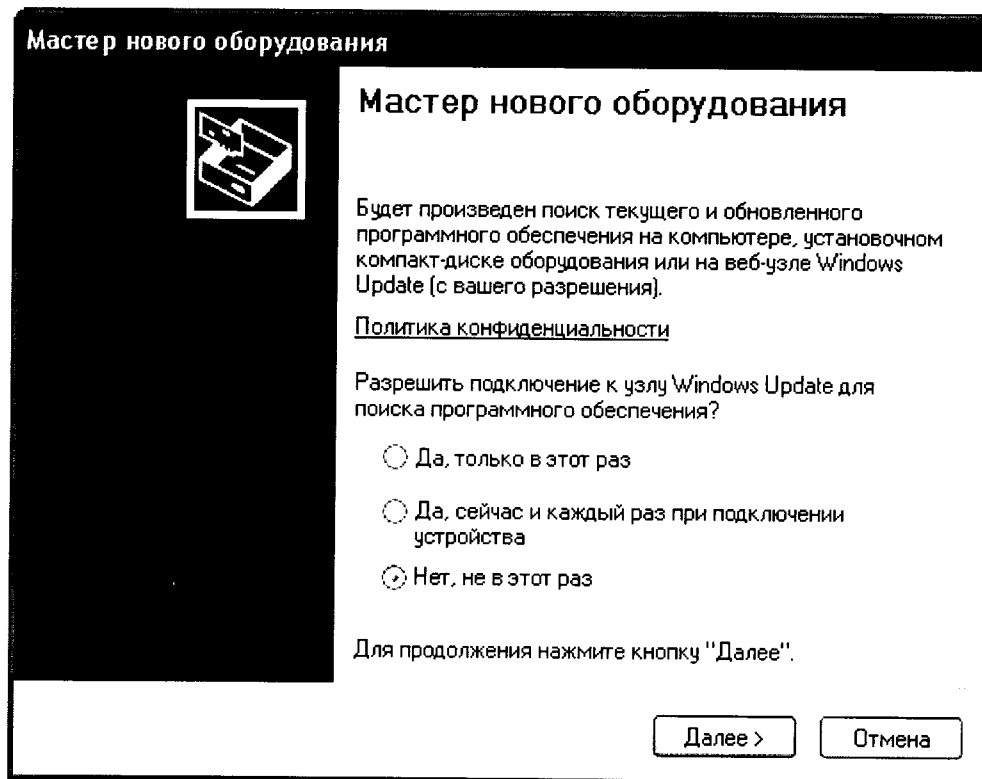 Мастер нового оборудования
Мастер нового оборудования
Будет произведен поиск текущего и обновленного
программного обеспечения на компьютере, установочном
компакт-диске оборудования или на веб-узле Windows
Update (с вашего разрешения).
Политика конфиденциальности
Разрешить подключение к узлу Windows Update для
поиска программного обеспечения?
Да, только в этот раз
Да, сейчас и каждый раз при подключении
устройства
Нет, не в этот раз
Для продолжения нажмите кнопку "Далее".
Далее > Отмена